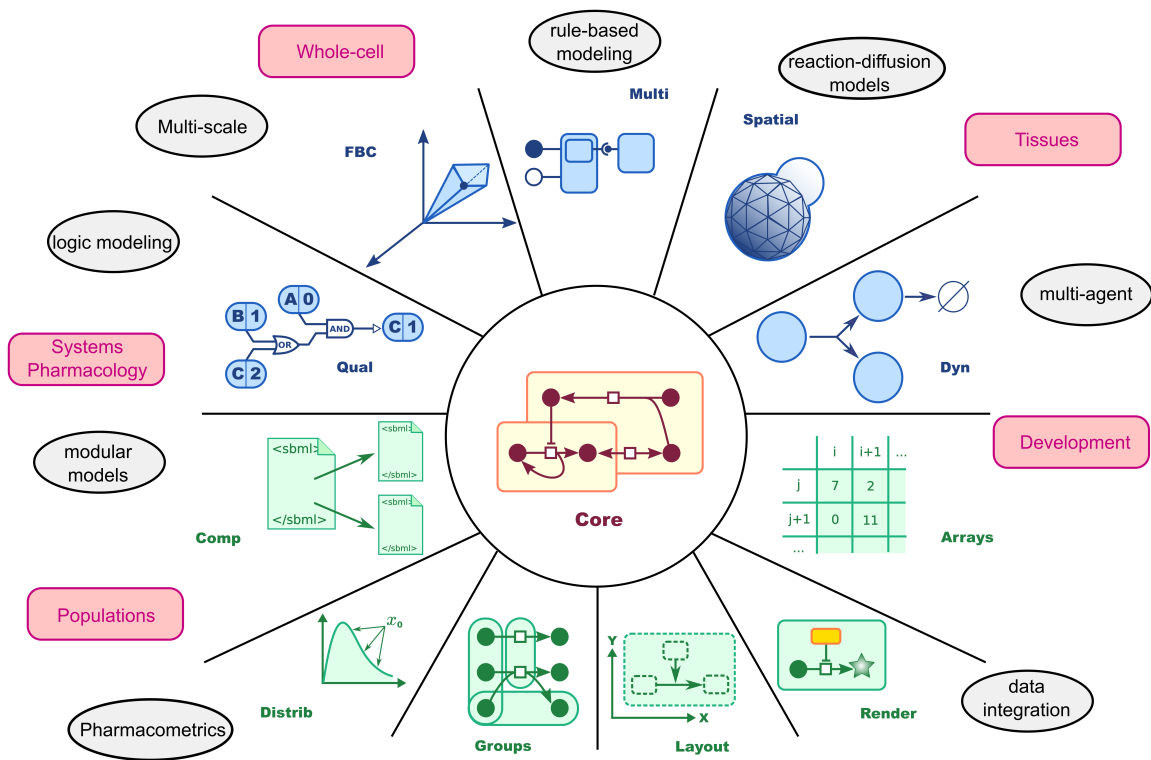 rule-based
modeling
Whole-cell
reaction-diffusion
models
Multi
Multi-scale
Spatial
Tissues
FBC
logic modeling
multi-agent
A 0
B 1
AND
C 1
OR
C 2
Qual
Dyn
Systems
Pharmacology
modular
models
<sbml>
</sbml>
<sbml>
</sbml>
<sbml>
</sbml>
Comp
Core
Development
i i+1 ...
j 7 2
j+1 0 11
...
Arrays
Populations
x₀
Distrib
Pharmacometrics
Groups
Y
X
Layout
Render
data
integration